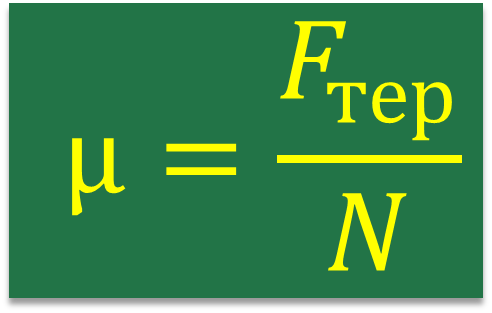 μ = Fтер / N